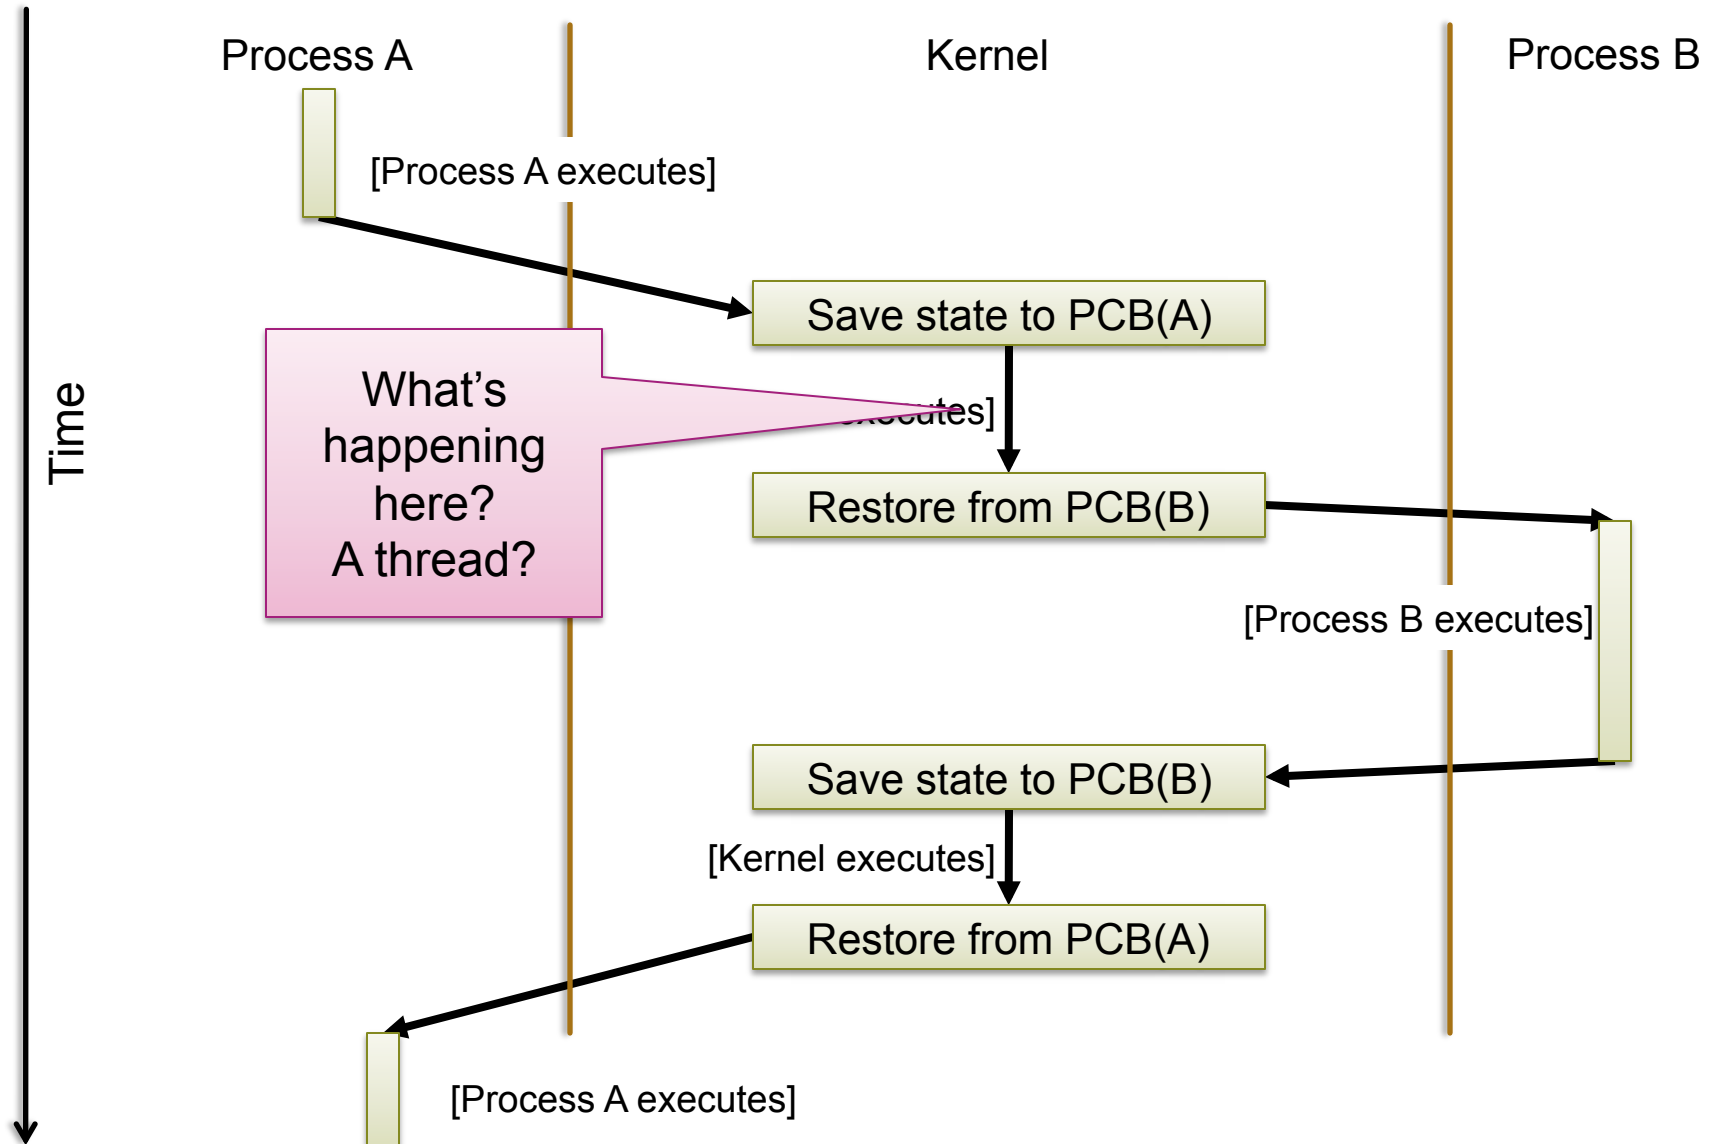 Process A
Kernel
Process B
[Process A executes]
Save state to PCB(A)
What’s
happening
here?
A thread?
executes]
Time
Restore from PCB(B)
[Process B executes]
Save state to PCB(B)
[Kernel executes]
Restore from PCB(A)
[Process A executes]